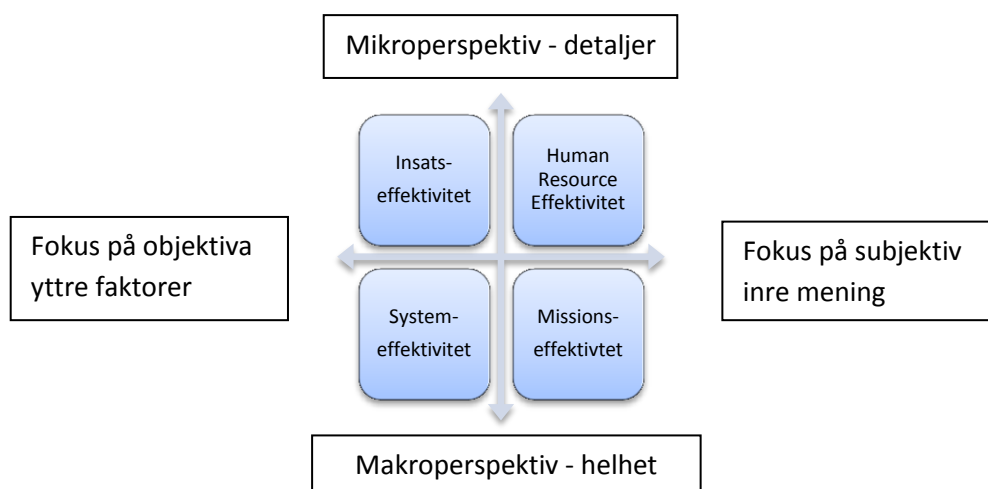 Mikroperspektiv - detaljer
Insats-
effektivitet
Human
Resource
Effektivitet
Fokus på objektiva
yttre faktorer
Fokus på subjektiv
inre mening
System-
effektivitet
Missions-
effektivtet
Makroperspektiv - helhet